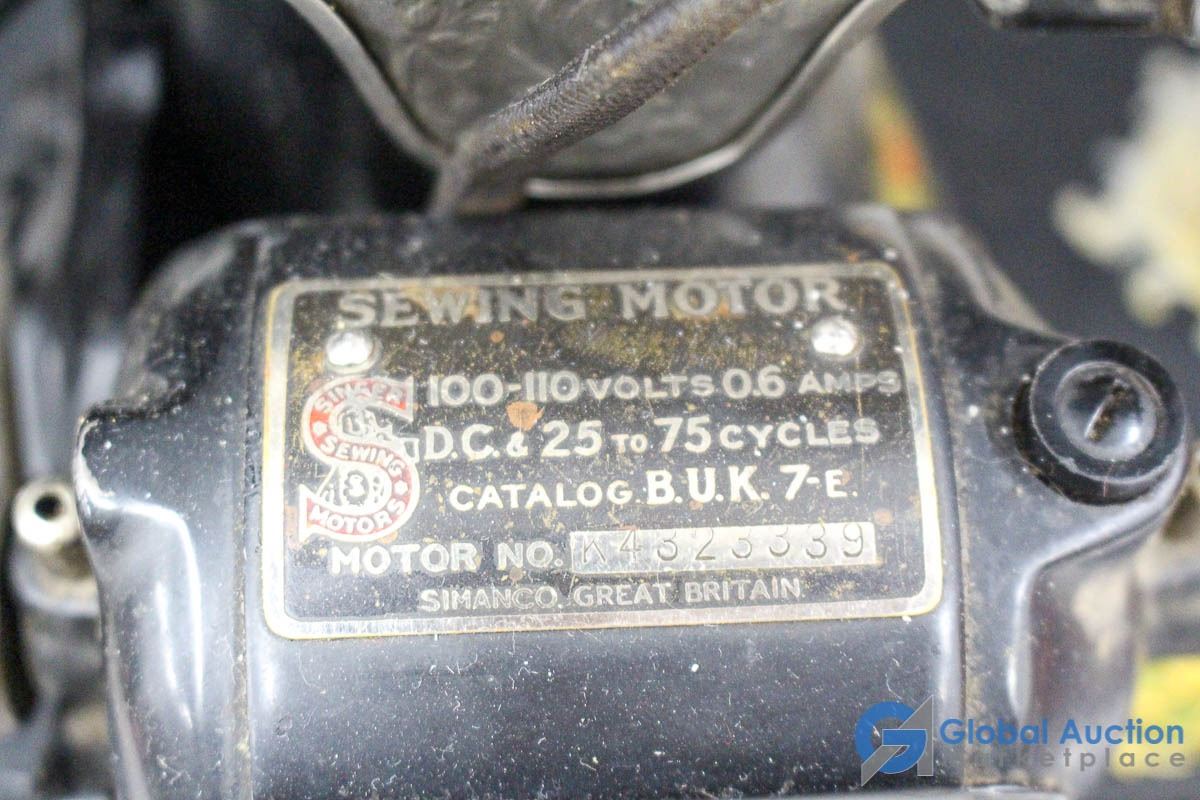 SEWING MOTOR
SINGER
SEWING
MOTORS
100-110 VOLTS 0.6 AMPS
D.C. & 25 TO 75 CYCLES
CATALOG. B.U.K. 7-E.
MOTOR NO. K4323339
SIMANCO, GREAT BRITAIN.
Global Auction
Marketplace